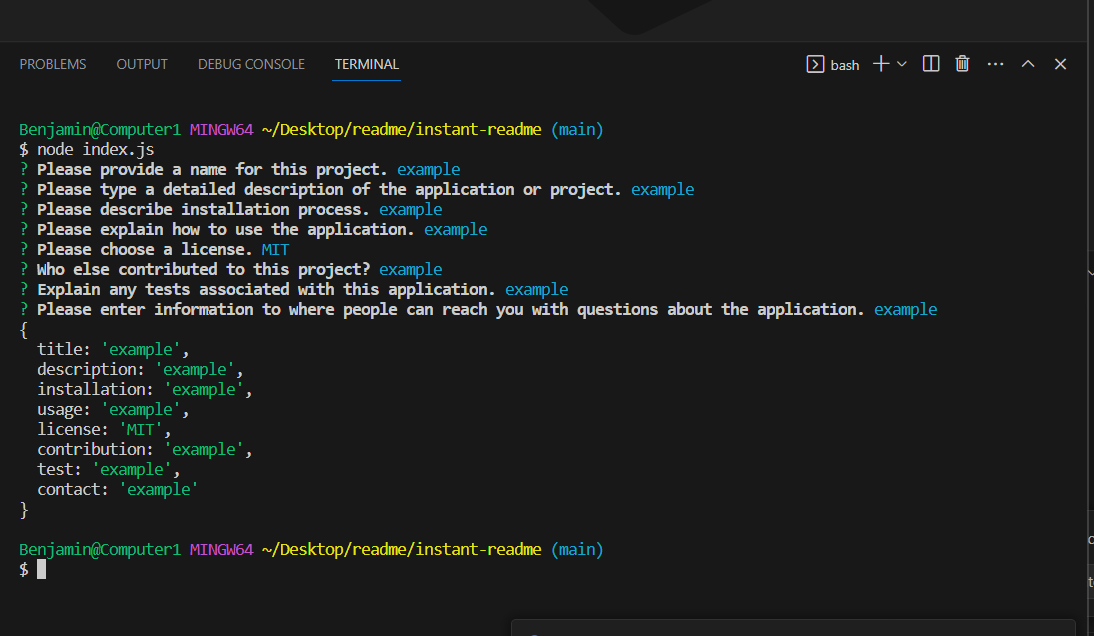 PROBLEMS OUTPUT DEBUG CONSOLE TERMINAL bash
Benjamin@Computer1 MINGW64 ~/Desktop/readme/instant-readme (main)
$ node index.js
? Please provide a name for this project. example
? Please type a detailed description of the application or project. example
? Please describe installation process. example
? Please explain how to use the application. example
? Please choose a license. MIT
? Who else contributed to this project? example
? Explain any tests associated with this application. example
? Please enter information to where people can reach you with questions about the application. example
{
  title: 'example',
  description: 'example',
  installation: 'example',
  usage: 'example',
  license: 'MIT',
  contribution: 'example',
  test: 'example',
  contact: 'example'
}
Benjamin@Computer1 MINGW64 ~/Desktop/readme/instant-readme (main)
$